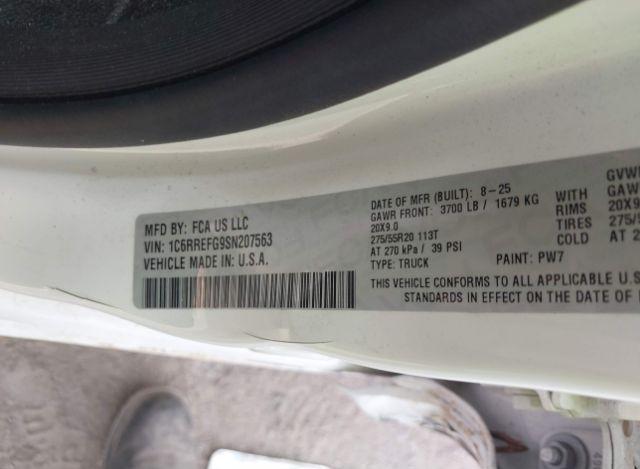 MFD BY: FCA US LLC
VIN: 1C6RREFG9SN207563
VEHICLE MADE IN: U.S.A.
DATE OF MFR (BUILT): 8-25
GAWR FRONT: 3700 LB / 1679 KG
20X9.0
275/55R20 113T
AT 270 kPa / 39 PSI
TYPE: TRUCK
PAINT: PW7
WITH
RIMS
TIRES
COLD
GVWR
GAW
20X9
275/5
AT 2
THIS VEHICLE CONFORMS TO ALL APPLICABLE U.S
STANDARDS IN EFFECT ON THE DATE OF